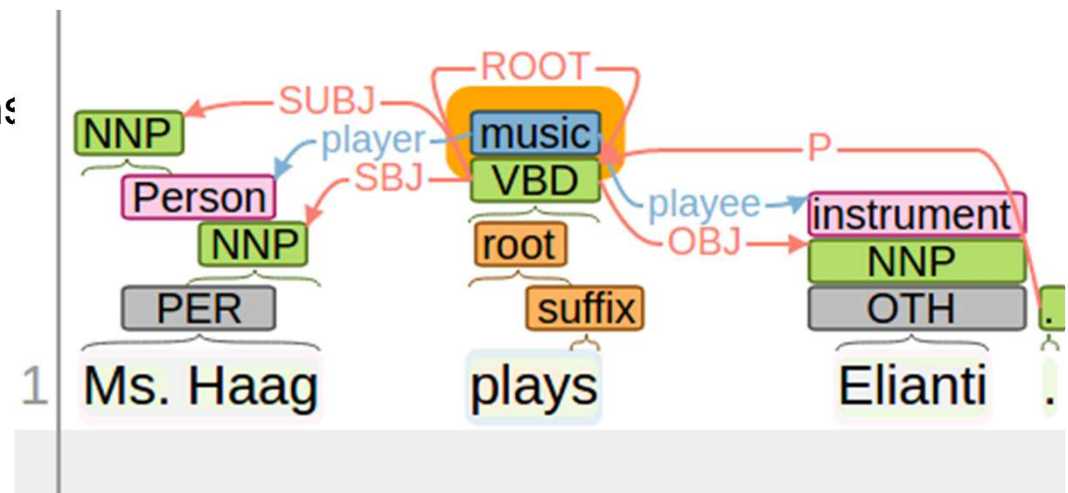 ROOT
SUBJ
NNP music
player P
Person SBJ VBD
playee instrument
NNP root OBJ NNP
PER suffix OTH .
1 Ms. Haag plays Elianti .